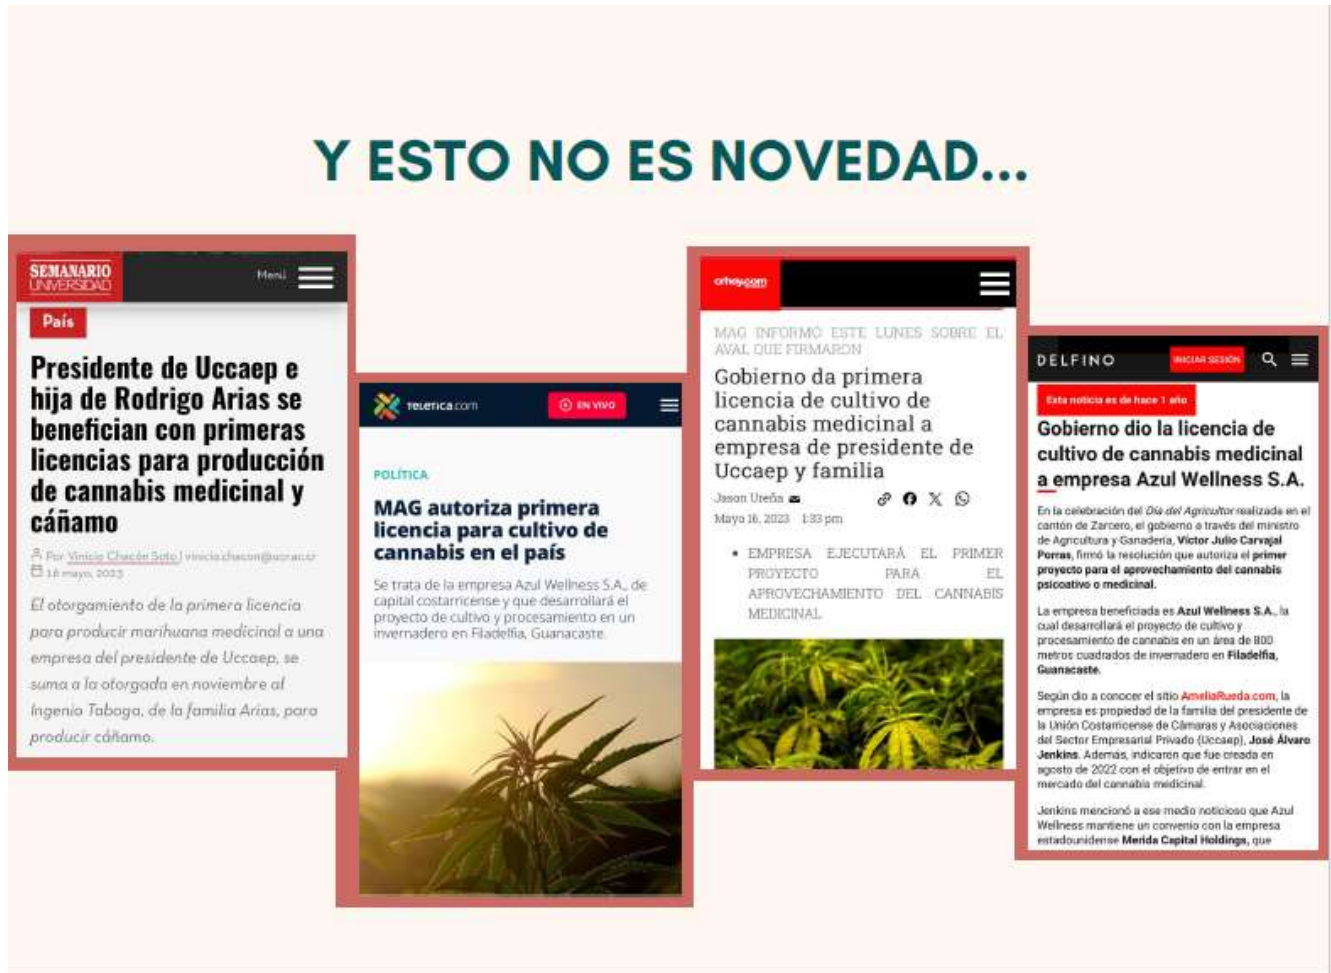 Y ESTO NO ES NOVEDAD...
SEMANARIO
UNIVERSIDAD
Menú
País
Presidente de Uccaep e
hija de Rodrigo Arias se
benefician con primeras
licencias para producción
de cannabis medicinal y
cáñamo
Por Vinicio Chacón Soto | vinicio.chacon@ucr.ac.cr
16 mayo, 2023
El otorgamiento de la primera licencia
para producir marihuana medicinal a una
empresa del presidente de Uccaep, se
suma a la otorgada en noviembre al
Ingenio Taboga, de la familia Arias, para
producir cáñamo.
TELETICA.COM
EN VIVO
POLÍTICA
MAG autoriza primera
licencia para cultivo de
cannabis en el país
Se trata de la empresa Azul Wellness S.A., de
capital costarricense y que desarrollará el
proyecto de cultivo y procesamiento en un
invernadero en Filadelfia, Guanacaste.
crhoy.com
MAG INFORMÓ ESTE LUNES SOBRE EL
AVAL QUE FIRMARON
Gobierno da primera
licencia de cultivo de
cannabis medicinal a
empresa de presidente de
Uccaep y familia
Jason Ureña
Mayo 16, 2023 1:33 pm
• EMPRESA EJECUTARÁ EL PRIMER
PROYECTO PARA EL
APROVECHAMIENTO DEL CANNABIS
MEDICINAL
DELFINO
INICIAR SESIÓN
Esta noticia es de hace 1 año
Gobierno dio la licencia de
cultivo de cannabis medicinal
a empresa Azul Wellness S.A.
En la celebración del Día del Agricultor realizada en el
cantón de Zarcero, el gobierno a través del ministro
de Agricultura y Ganadería, Víctor Julio Carvajal
Porras, firmó la resolución que autoriza el primer
proyecto para el aprovechamiento del cannabis
psicoativo o medicinal.
La empresa beneficiada es Azul Wellness S.A., la
cual desarrollará el proyecto de cultivo y
procesamiento de cannabis en un área de 800
metros cuadrados de invernadero en Filadelfia,
Guanacaste.
Según dio a conocer el sitio AmeliaRueda.com, la
empresa es propiedad de la familia del presidente de
la Unión Costarricense de Cámaras y Asociaciones
del Sector Empresarial Privado (Uccaep), José Álvaro
Jenkins. Además, indicaron que fue creada en
agosto de 2022 con el objetivo de entrar en el
mercado del cannabis medicinal.
Jenkins mencionó a ese medio noticioso que Azul
Wellness mantiene un convenio con la empresa
estadounidense Merida Capital Holdings, que